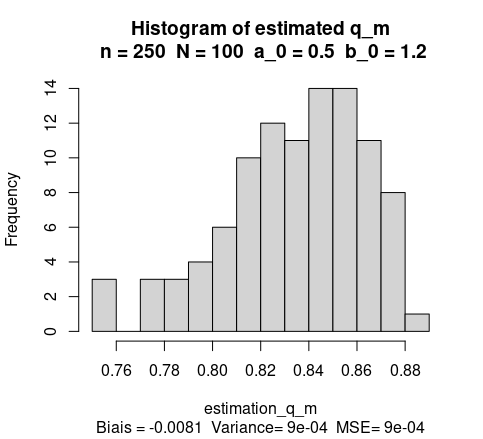 Histogram of estimated q_m
n = 250 N = 100 a_0 = 0.5 b_0 = 1.2
Frequency
14
12
10
8
6
4
2
0
0.76 0.78 0.80 0.82 0.84 0.86 0.88
estimation_q_m
Biais = -0.0081 Variance= 9e-04 MSE= 9e-04